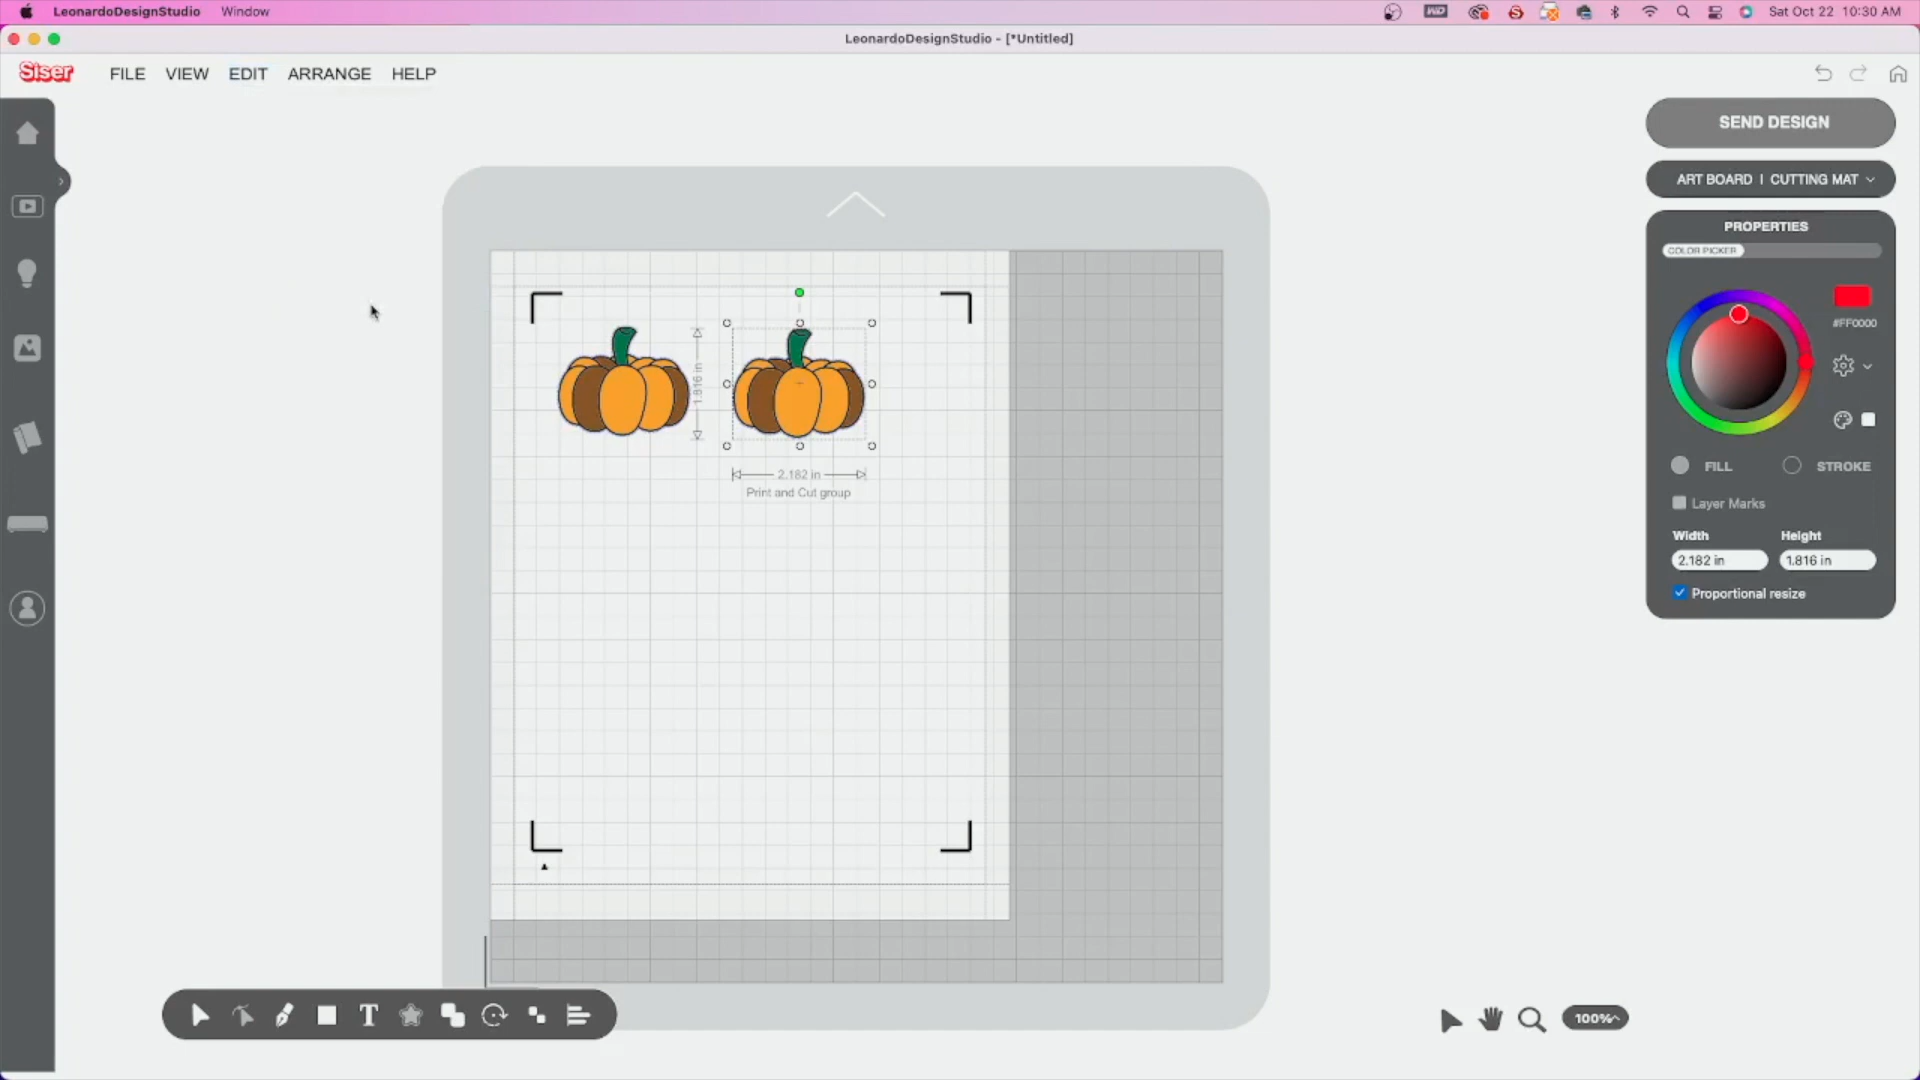 LeonardoDesignStudio Window
WD S Sat Oct 22 10:30 AM
LeonardoDesignStudio - [*Untitled]
Siser FILE VIEW EDIT ARRANGE HELP
SEND DESIGN
ART BOARD | CUTTING MAT
PROPERTIES
COLOR PICKER
#FF0000
FILL STROKE
Layer Marks
Width Height
2.182 in 1.816 in
Proportional resize
1.816 in
2.182 in
Print and Cut group
T
100%